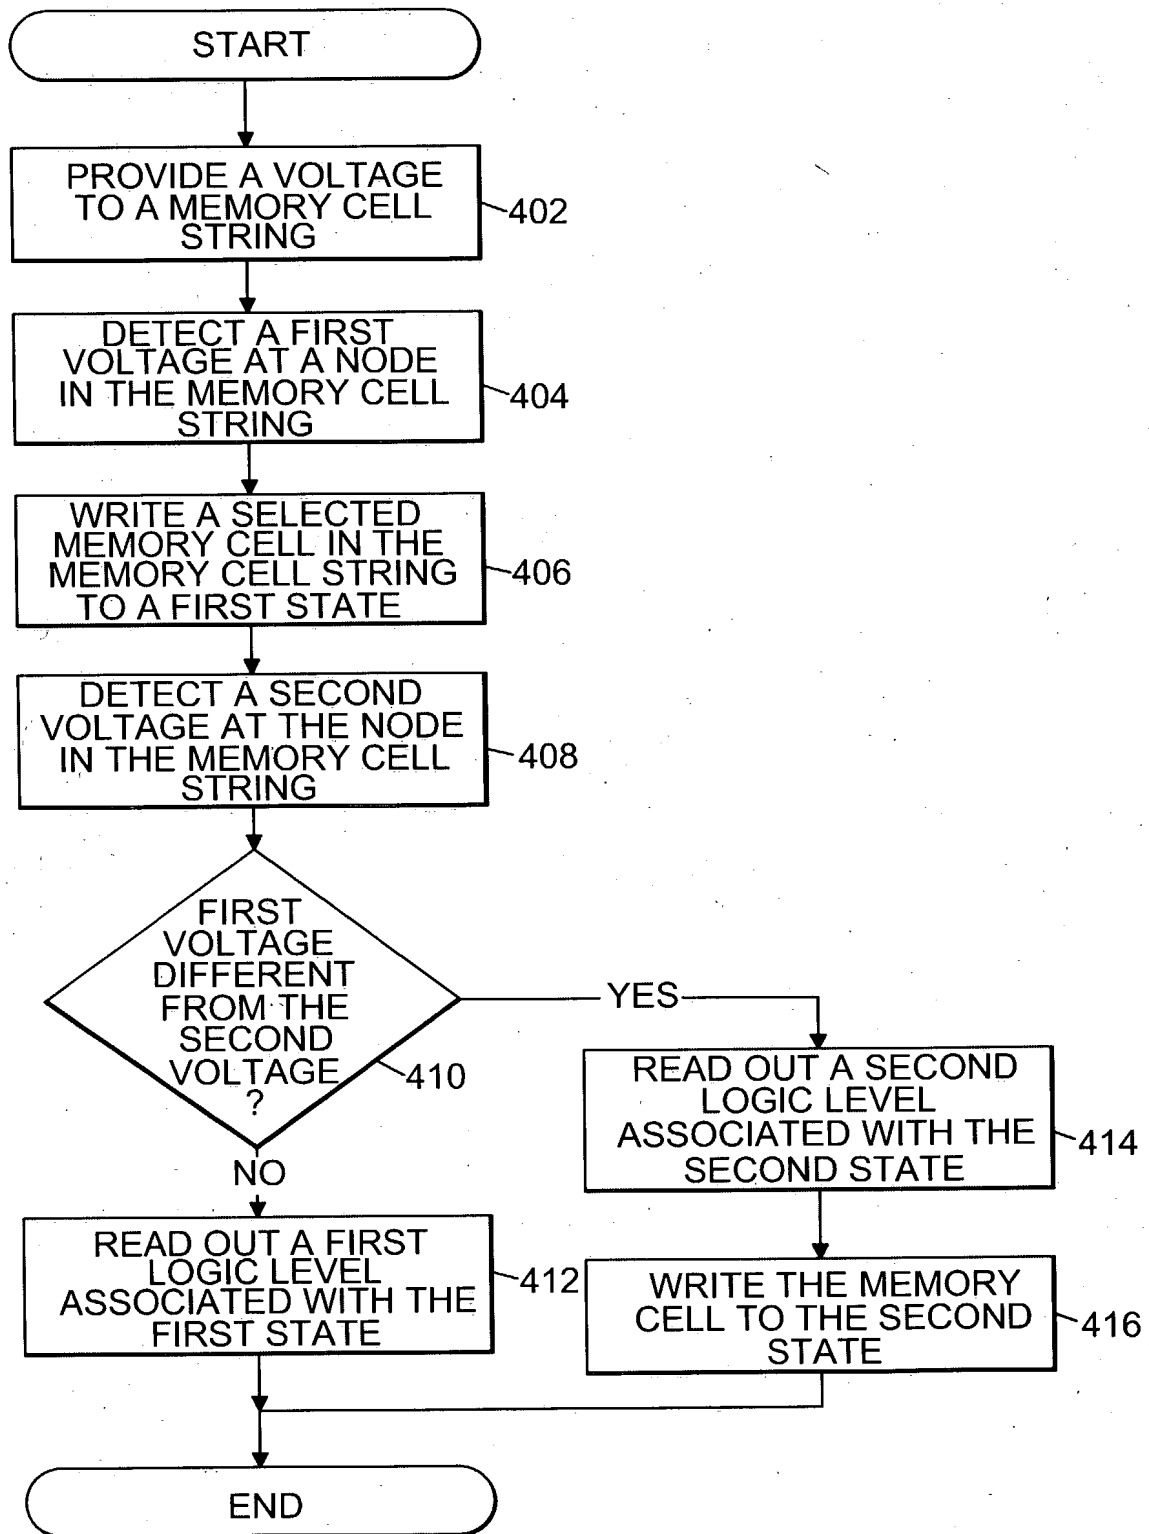 START
PROVIDE A VOLTAGE
TO A MEMORY CELL
STRING
402
DETECT A FIRST
VOLTAGE AT A NODE
IN THE MEMORY CELL
STRING
404
WRITE A SELECTED
MEMORY CELL IN THE
MEMORY CELL STRING
TO A FIRST STATE
406
DETECT A SECOND
VOLTAGE AT THE NODE
IN THE MEMORY CELL
STRING
408
FIRST
VOLTAGE
DIFFERENT
FROM THE
SECOND
VOLTAGE
?
410
YES
NO
READ OUT A SECOND
LOGIC LEVEL
ASSOCIATED WITH THE
SECOND STATE
414
READ OUT A FIRST
LOGIC LEVEL
ASSOCIATED WITH THE
FIRST STATE
412
WRITE THE MEMORY
CELL TO THE SECOND
STATE
416
END